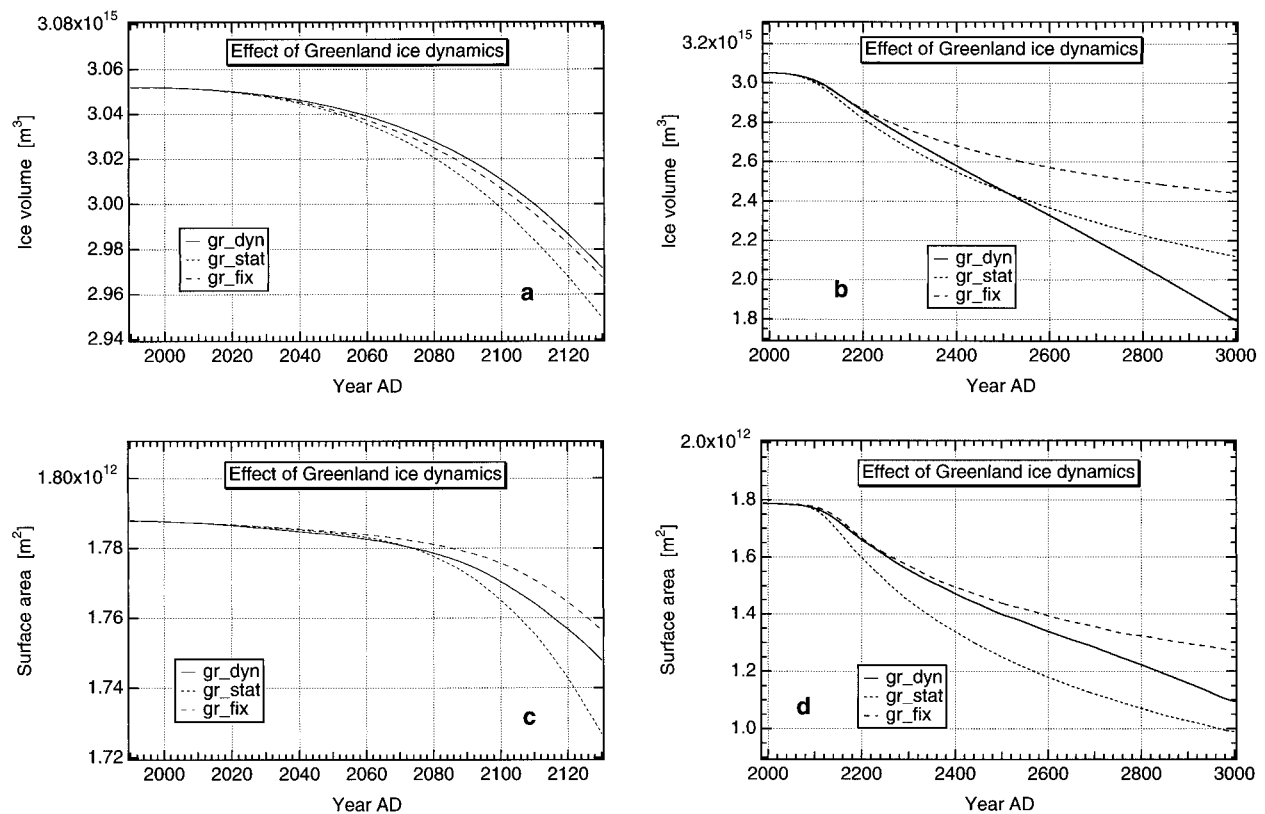 3.08x10^15
3.06
3.04
3.02
3.00
2.98
2.96
2.94
Ice volume [m^3]
Effect of Greenland ice dynamics
gr_dyn
gr_stat
gr_fix
a
2000 2020 2040 2060 2080 2100 2120
Year AD
3.2x10^15
3.0
2.8
2.6
2.4
2.2
2.0
1.8
Ice volume [m^3]
Effect of Greenland ice dynamics
gr_dyn
gr_stat
gr_fix
b
2000 2200 2400 2600 2800 3000
Year AD
1.80x10^12
1.78
1.76
1.74
1.72
Surface area [m^2]
Effect of Greenland ice dynamics
gr_dyn
gr_stat
gr_fix
c
2000 2020 2040 2060 2080 2100 2120
Year AD
2.0x10^12
1.8
1.6
1.4
1.2
1.0
Surface area [m^2]
Effect of Greenland ice dynamics
gr_dyn
gr_stat
gr_fix
d
2000 2200 2400 2600 2800 3000
Year AD